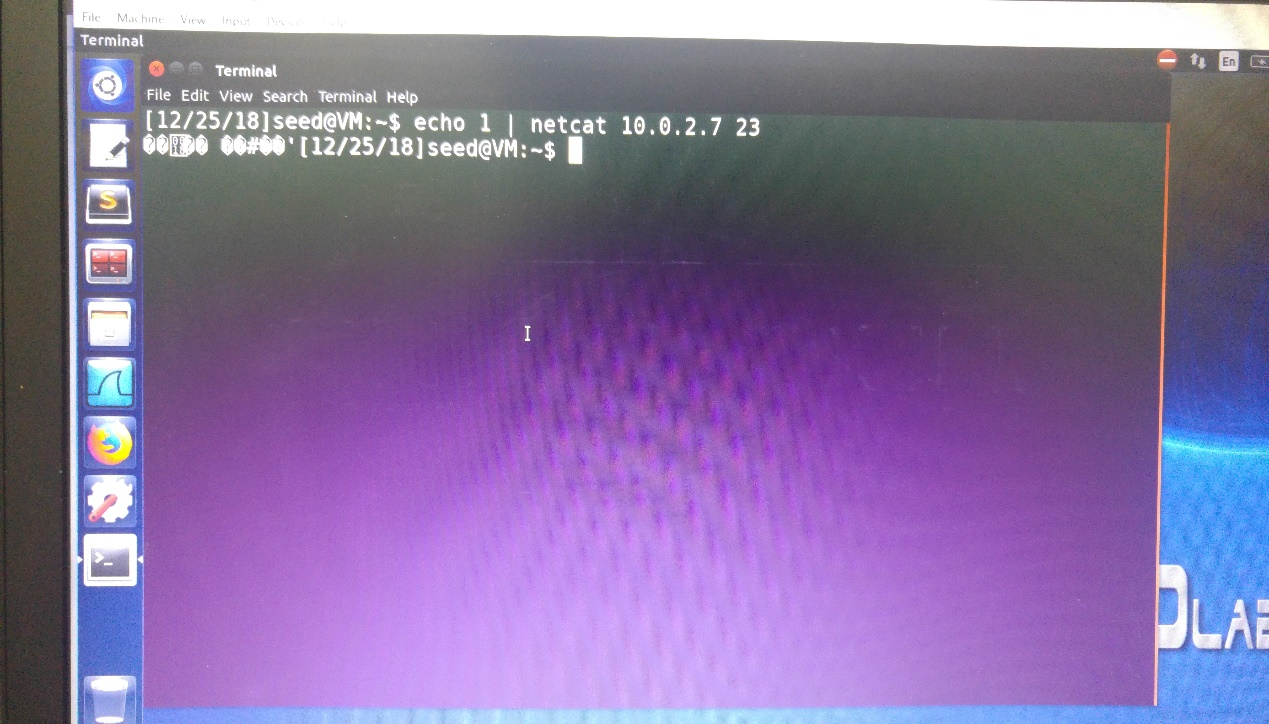 File Machine View Input
Terminal
Terminal
En
File Edit View Search Terminal Help
[12/25/18]seed@VM:~$ echo 1 | netcat 10.0.2.7 23
��� ��#��'[12/25/18]seed@VM:~$
S
DLAB